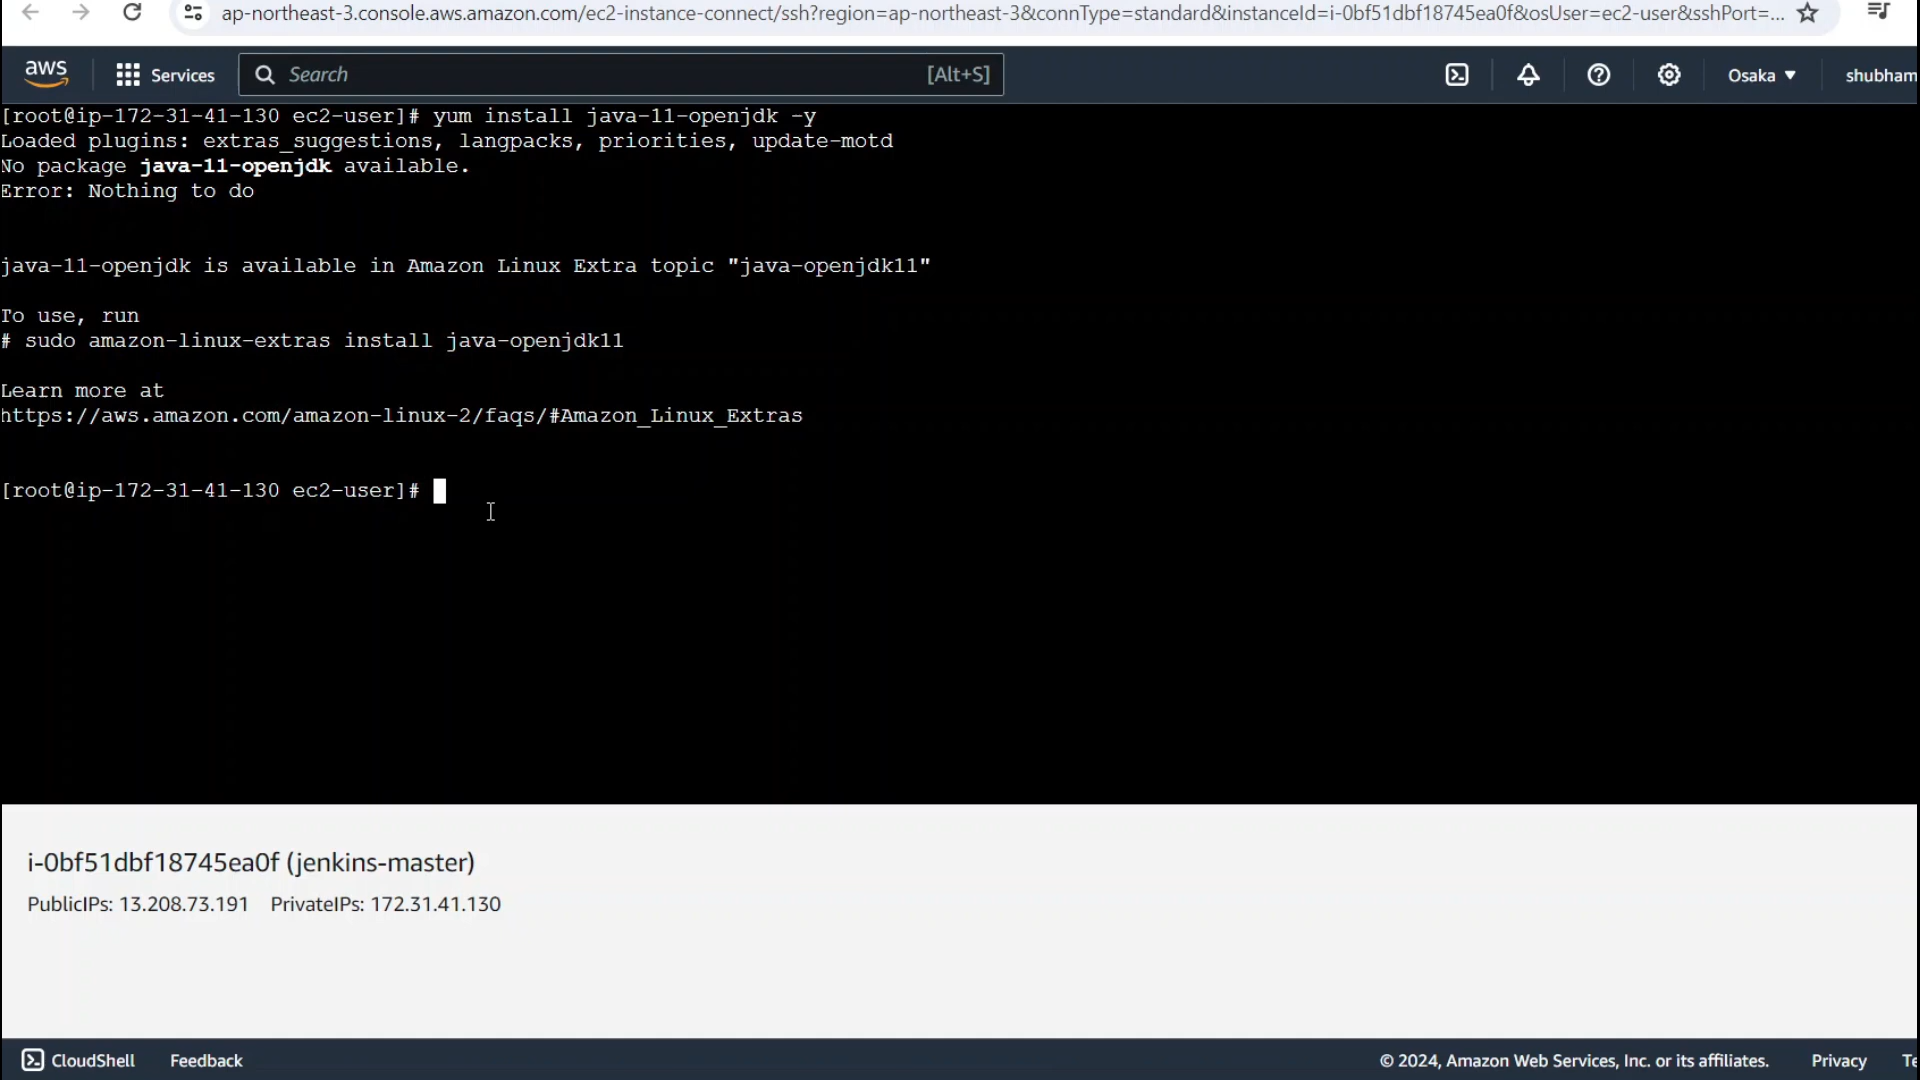 ap-northeast-3.console.aws.amazon.com/ec2-instance-connect/ssh?region=ap-northeast-3&connType=standard&instanceId=i-0bf51dbf18745ea0f&osUser=ec2-user&sshPort=...
aws Services Search [Alt+S] Osaka ▼ shubham
[root@ip-172-31-41-130 ec2-user]# yum install java-11-openjdk -y
Loaded plugins: extras_suggestions, langpacks, priorities, update-motd
No package java-11-openjdk available.
Error: Nothing to do
java-11-openjdk is available in Amazon Linux Extra topic "java-openjdk11"
To use, run
# sudo amazon-linux-extras install java-openjdk11
Learn more at
https://aws.amazon.com/amazon-linux-2/faqs/#Amazon_Linux_Extras
[root@ip-172-31-41-130 ec2-user]#
i-0bf51dbf18745ea0f (jenkins-master)
PublicIPs: 13.208.73.191 PrivateIPs: 172.31.41.130
CloudShell Feedback © 2024, Amazon Web Services, Inc. or its affiliates. Privacy Te